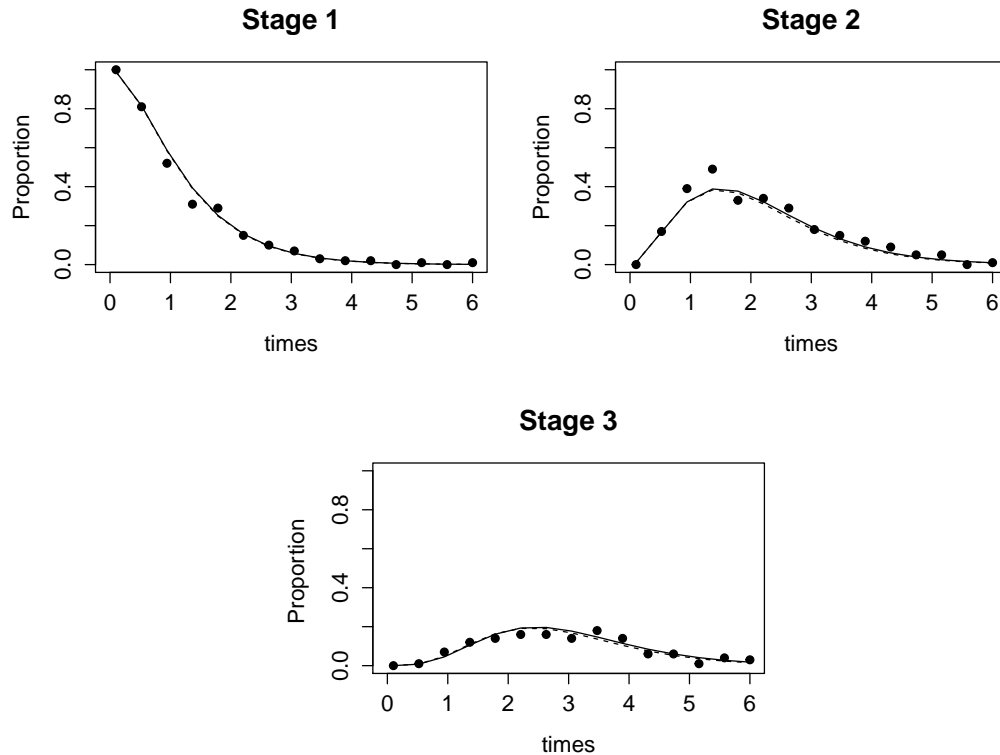 Stage 1
Proportion
0.0 0.4 0.8
0 1 2 3 4 5 6
times
Stage 2
Proportion
0.0 0.4 0.8
0 1 2 3 4 5 6
times
Stage 3
Proportion
0.0 0.4 0.8
0 1 2 3 4 5 6
times